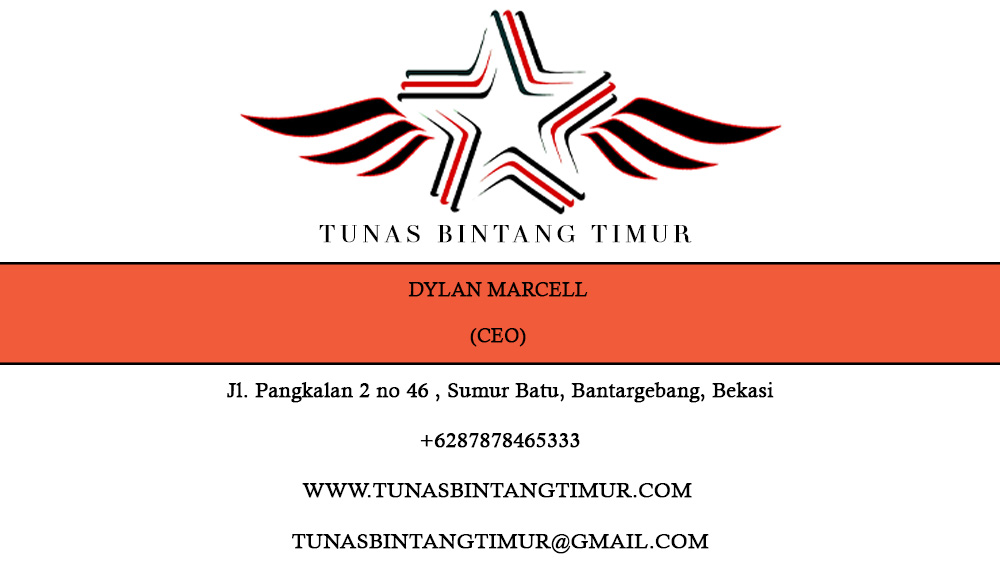 TUNAS BINTANG TIMUR
DYLAN MARCELL
(CEO)
Jl. Pangkalan 2 no 46 , Sumur Batu, Bantargebang, Bekasi
+6287878465333
WWW.TUNASBINTANGTIMUR.COM
TUNASBINTANGTIMUR@GMAIL.COM